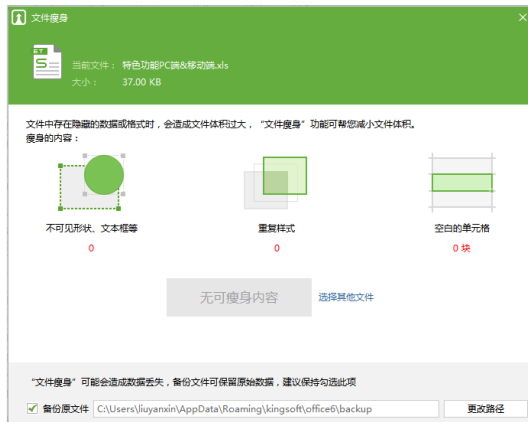 文件瘦身
ET
S
当前文件： 特色功能PC端&移动端.xls
大小： 37.00 KB
文件中存在隐藏的数据或格式时，会造成文件体积过大，“文件瘦身”功能可帮您减小文件体积。
瘦身的内容：
不可见形状、文本框等 重复样式 空白的单元格
0 0 0 块
无可瘦身内容 选择其他文件
“文件瘦身”可能会造成数据丢失，备份文件可保留原始数据，建议保持勾选此项
备份原文件 C:\Users\liuyanxin\AppData\Roaming\kingsoft\office6\backup 更改路径